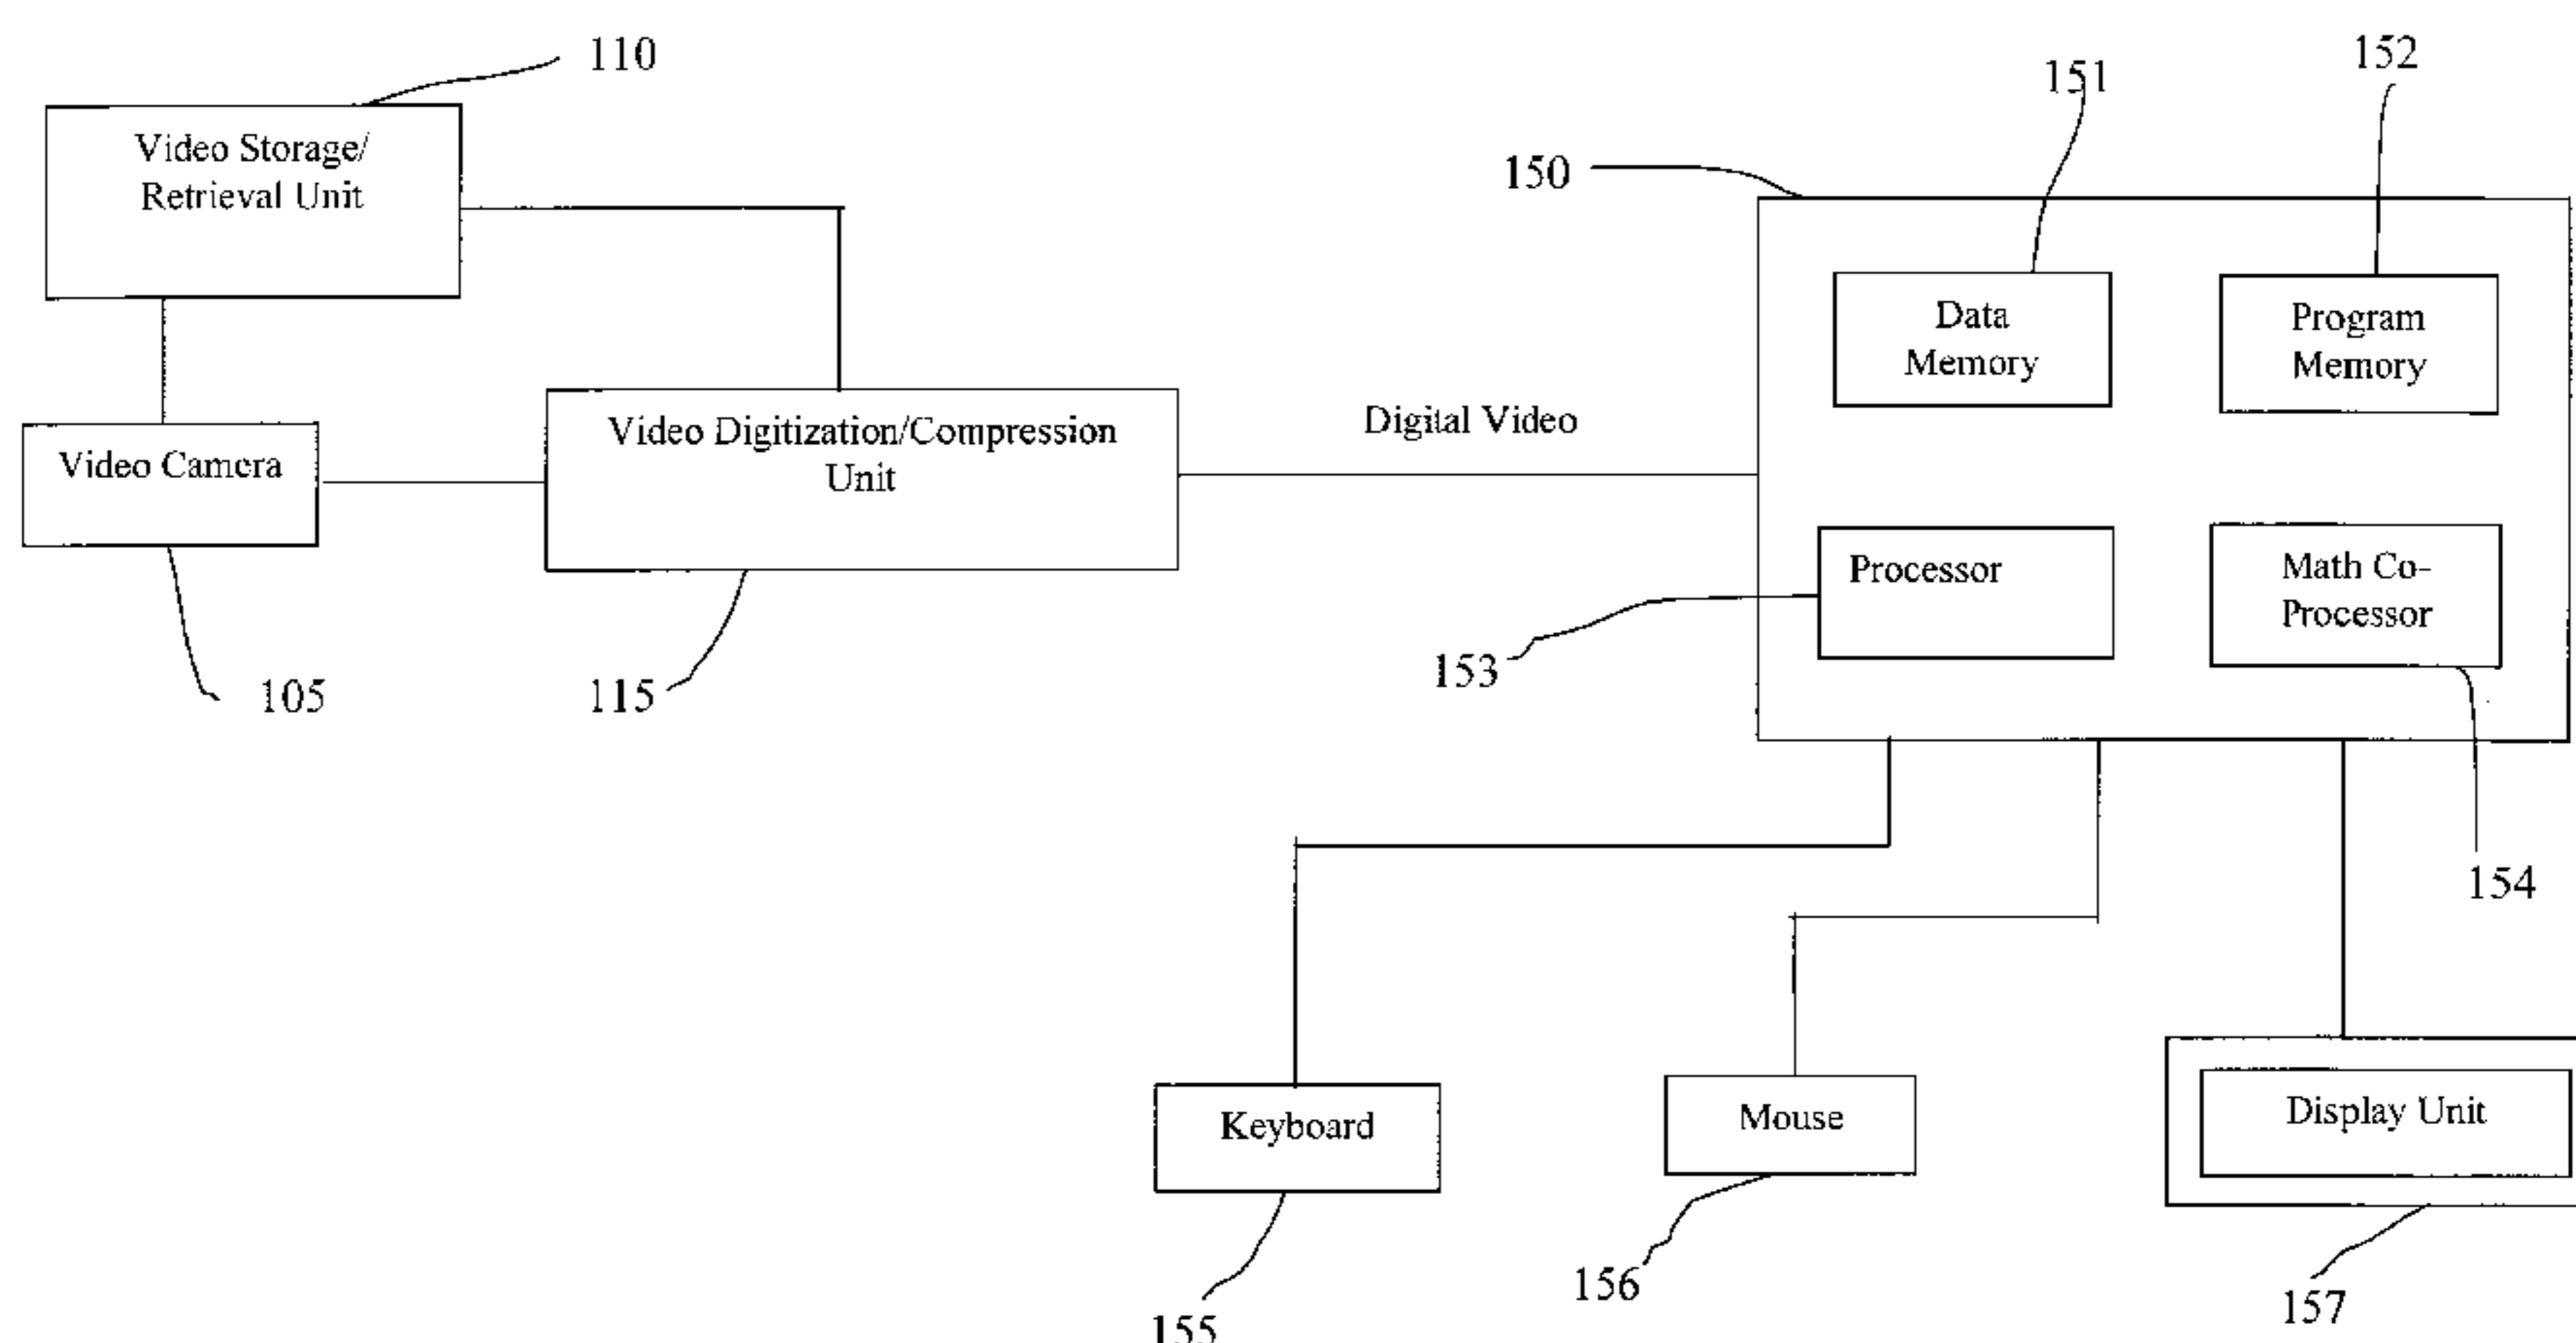 110
Video Storage/
Retrieval Unit
Video Camera
105
Video Digitization/Compression
Unit
115
Digital Video
150
151
152
Data
Memory
Program
Memory
Processor
153
Math Co-
Processor
154
Keyboard
155
Mouse
156
Display Unit
157